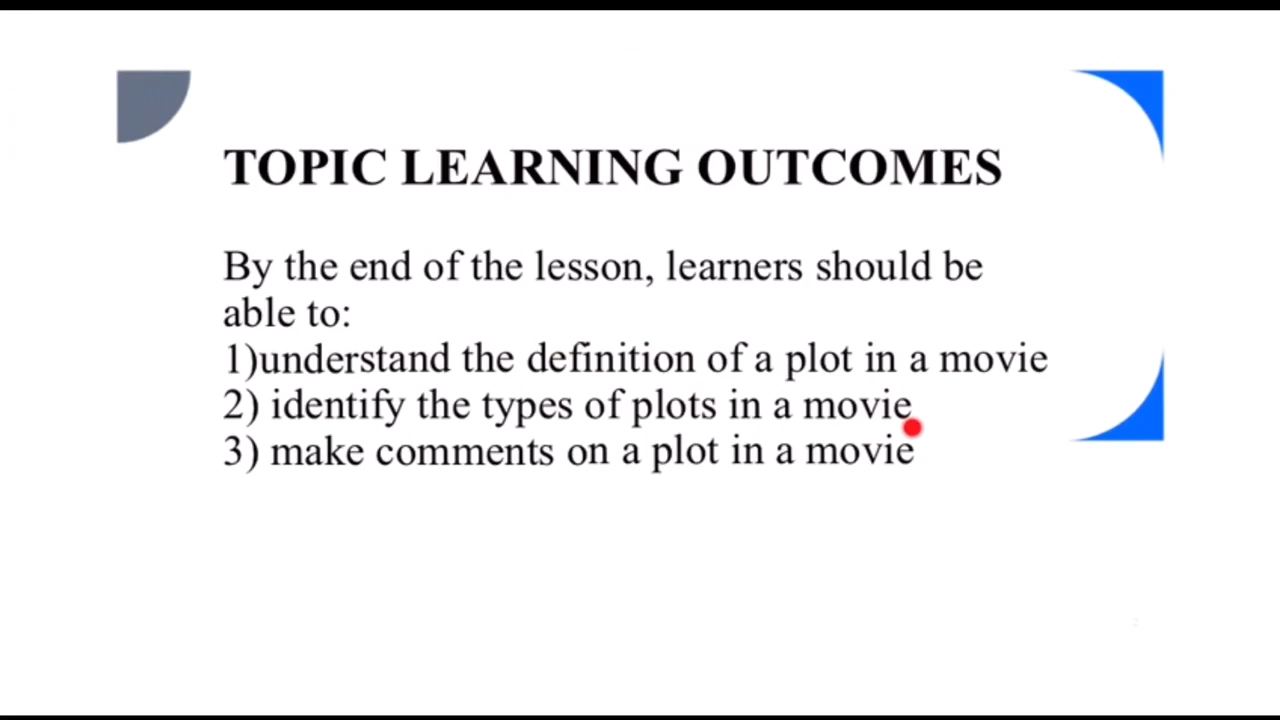 TOPIC LEARNING OUTCOMES
By the end of the lesson, learners should be
able to:
1)understand the definition of a plot in a movie
2) identify the types of plots in a movie
3) make comments on a plot in a movie